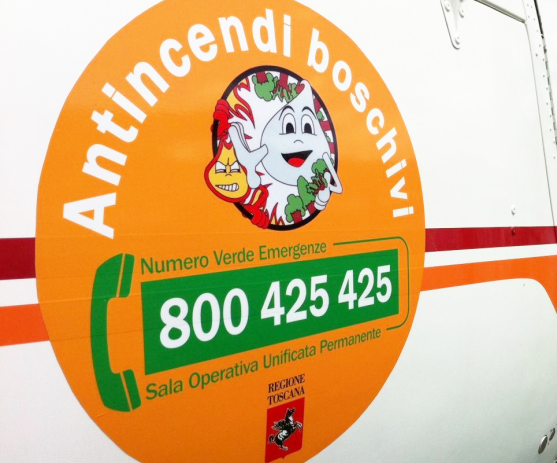 Antincendi boschivi
Numero Verde Emergenze
800 425 425
Sala Operativa Unificata Permanente
REGIONE
TOSCANA